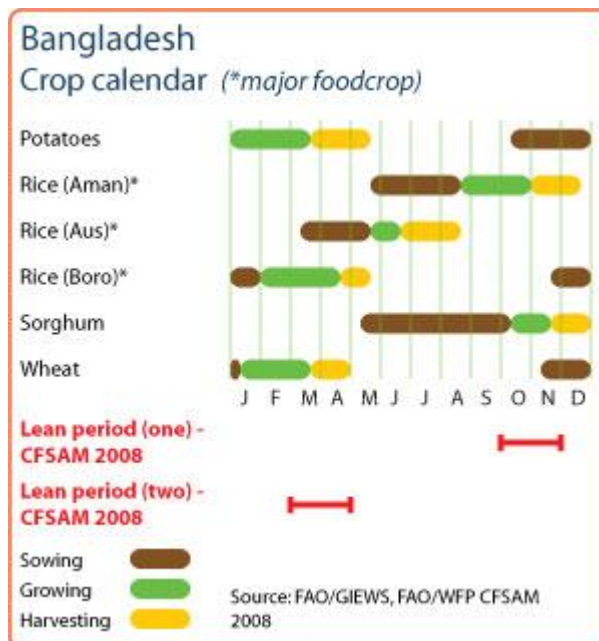 Bangladesh
Crop calendar (*major foodcrop)
Potatoes
Rice (Aman)*
Rice (Aus)*
Rice (Boro)*
Sorghum
Wheat
J F M A M J J A S O N D
Lean period (one) -
CFSAM 2008
Lean period (two) -
CFSAM 2008
Sowing
Growing
Harvesting
Source: FAO/GIEWS, FAO/WFP CFSAM
2008